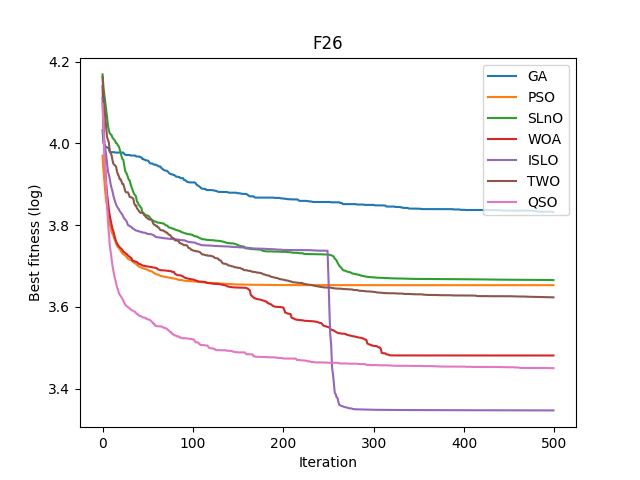 F26
Best fitness (log)
4.2
4.0
3.8
3.6
3.4
GA
PSO
SLnO
WOA
ISLO
TWO
QSO
0 100 200 300 400 500
Iteration